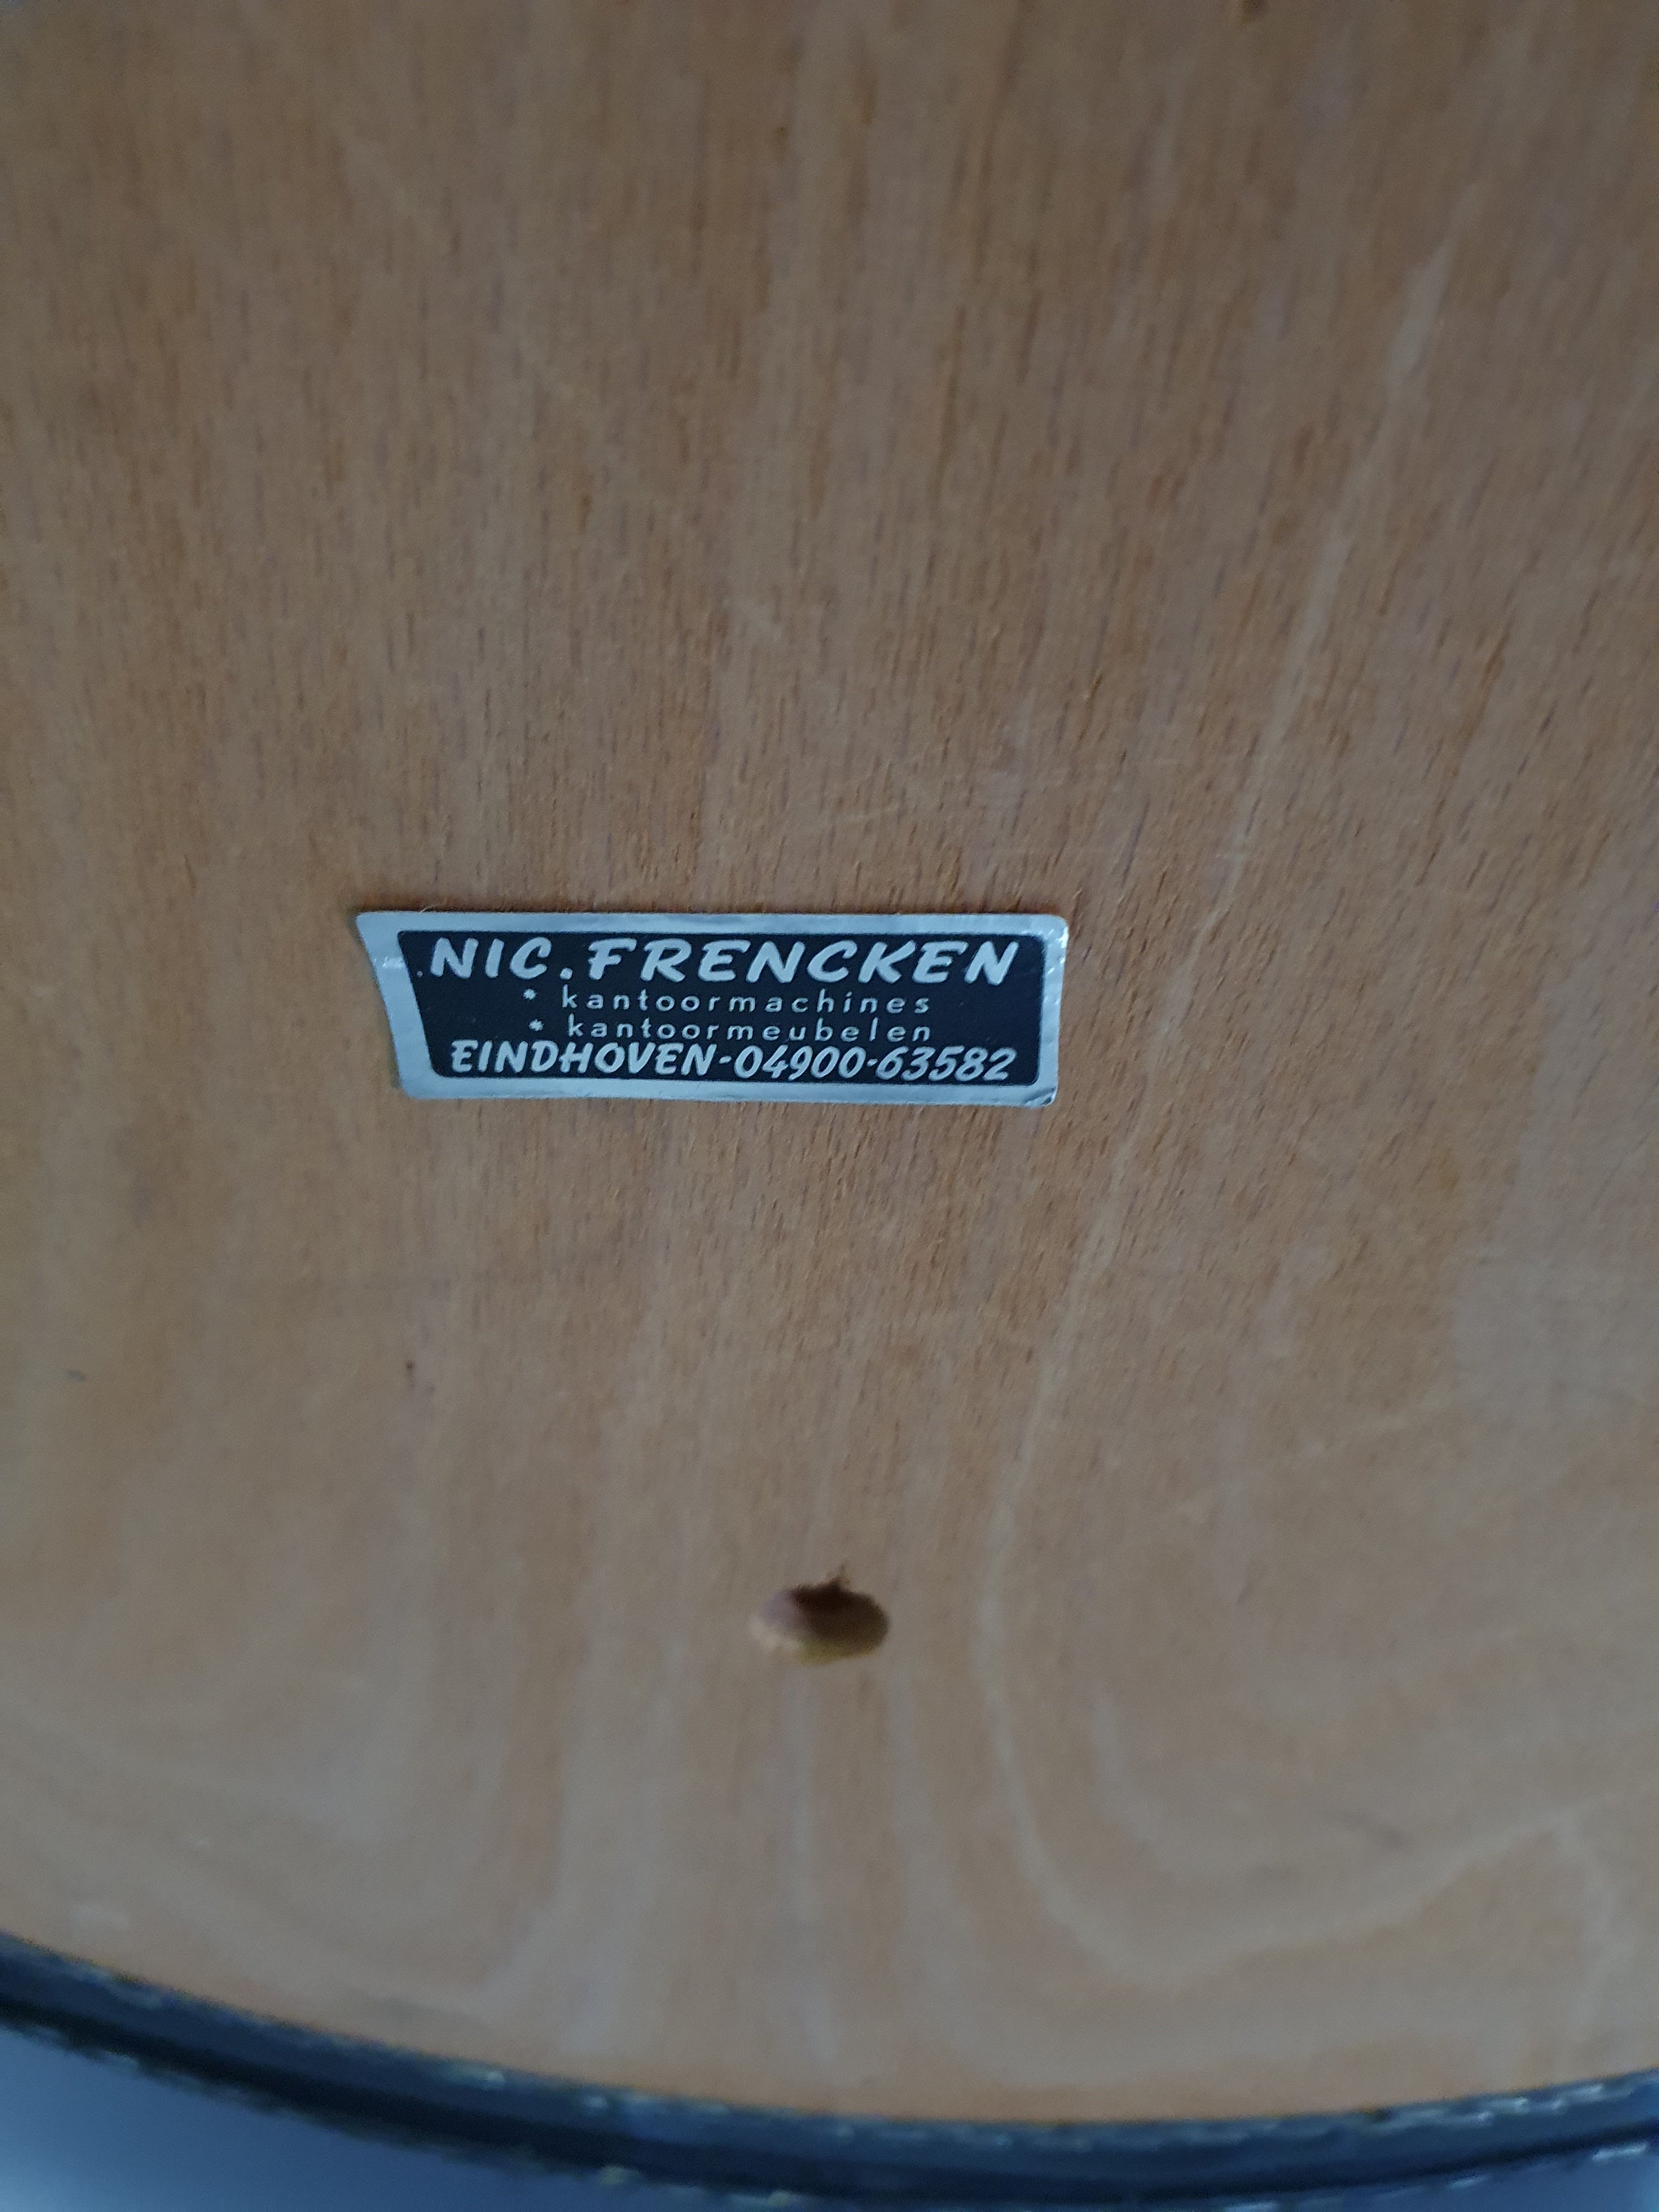 NIC. FRENCKEN
* kantoormachines
* kantoormeubelen
EINDHOVEN-04900-63582